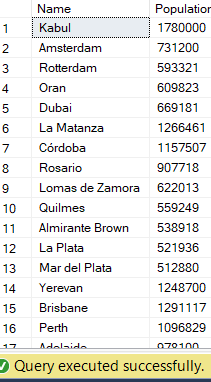 Name Population
1 Kabul 1780000
2 Amsterdam 731200
3 Rotterdam 593321
4 Oran 609823
5 Dubai 669181
6 La Matanza 1266461
7 Córdoba 1157507
8 Rosario 907718
9 Lomas de Zamora 622013
10 Quilmes 559249
11 Almirante Brown 538918
12 La Plata 521936
13 Mar del Plata 512880
14 Yerevan 1248700
15 Brisbane 1291117
16 Perth 1096829
17 Adelaide 978100
Query executed successfully.